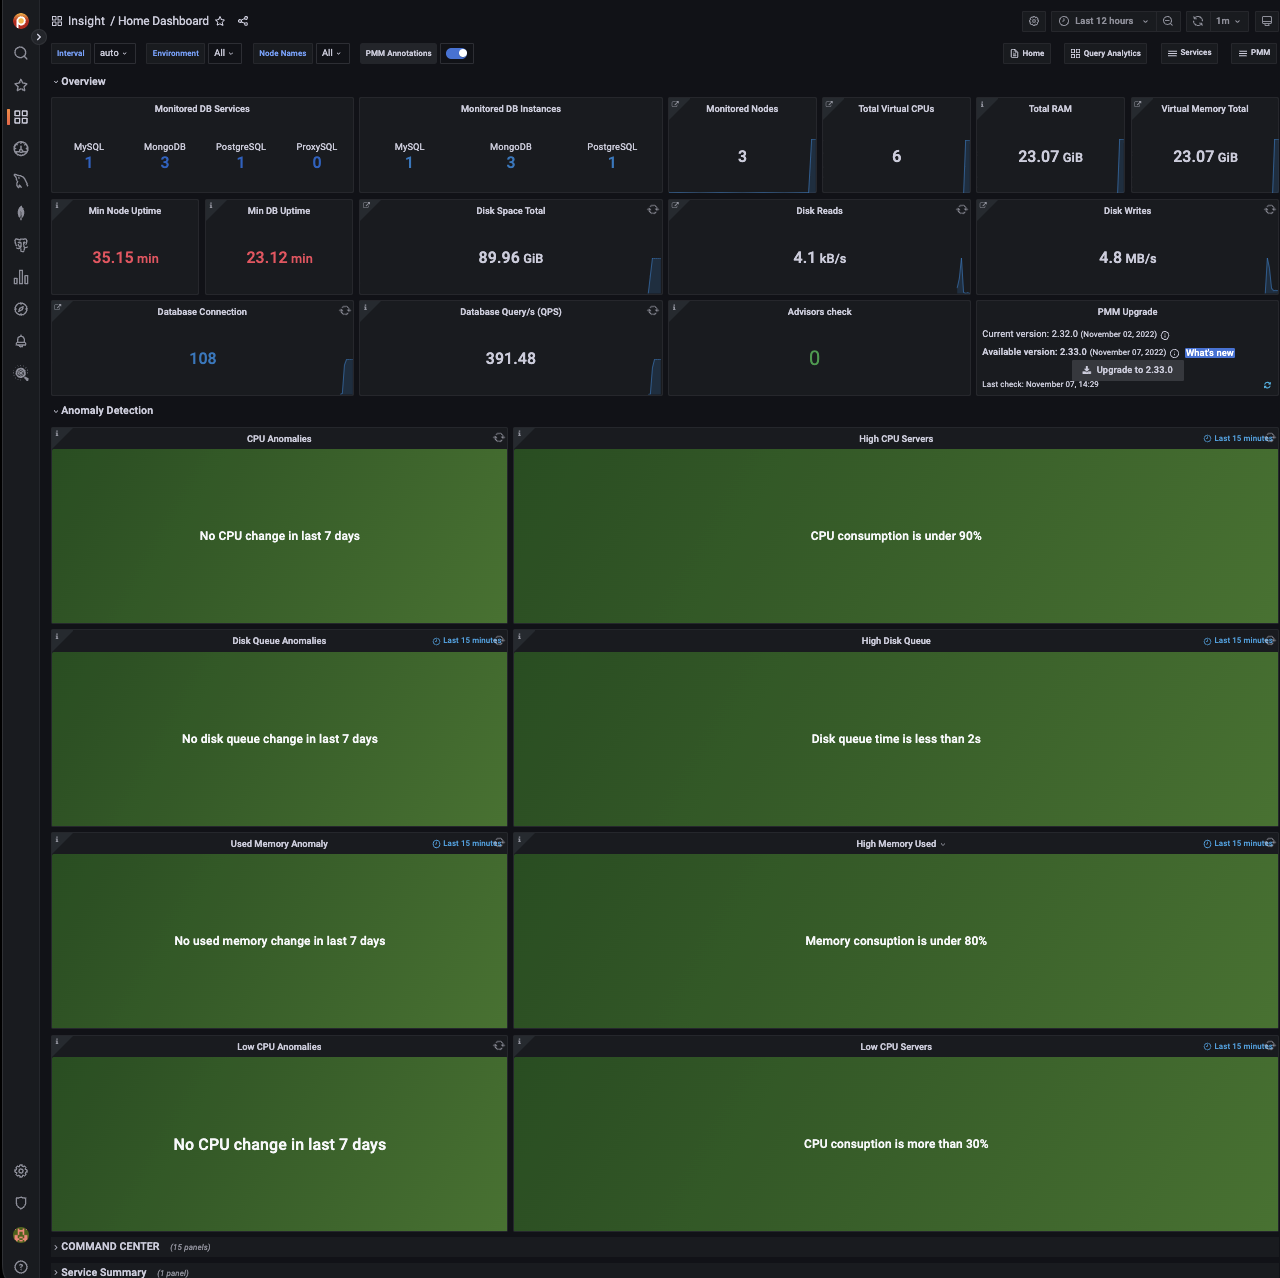 Insight / Home Dashboard
Last 12 hours
1m
Interval auto Environment All Node Names All PMM Annotations
Home Query Analytics Services PMM
Overview
Monitored DB Services
MySQL MongoDB PostgreSQL ProxySQL
1 3 1 0
Monitored DB Instances
MySQL MongoDB PostgreSQL
1 3 1
Monitored Nodes
3
Total Virtual CPUs
6
Total RAM
23.07 GiB
Virtual Memory Total
23.07 GiB
Min Node Uptime
35.15 min
Min DB Uptime
23.12 min
Disk Space Total
89.96 GiB
Disk Reads
4.1 kB/s
Disk Writes
4.8 MB/s
Database Connection
108
Database Query/s (QPS)
391.48
Advisors check
0
PMM Upgrade
Current version: 2.32.0 (November 02, 2022)
Available version: 2.33.0 (November 07, 2022) What's new
Upgrade to 2.33.0
Last check: November 07, 14:29
Anomaly Detection
CPU Anomalies
No CPU change in last 7 days
High CPU Servers
Last 15 minutes
CPU consumption is under 90%
Disk Queue Anomalies
Last 15 minutes
No disk queue change in last 7 days
High Disk Queue
Last 15 minutes
Disk queue time is less than 2s
Used Memory Anomaly
Last 15 minutes
No used memory change in last 7 days
High Memory Used
Last 15 minutes
Memory consuption is under 80%
Low CPU Anomalies
No CPU change in last 7 days
Low CPU Servers
Last 15 minutes
CPU consuption is more than 30%
COMMAND CENTER (15 panels)
Service Summary (1 panel)